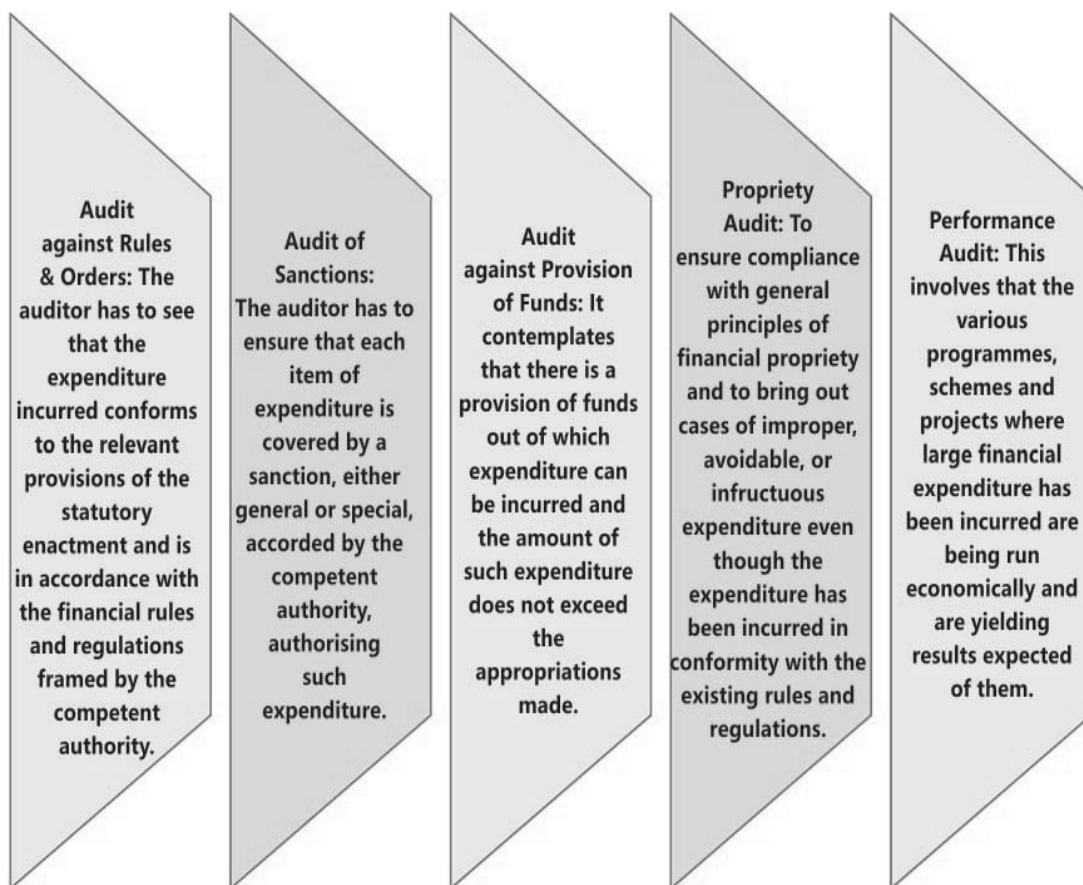 Audit
against Rules
& Orders: The
auditor has to see
that the
expenditure
incurred conforms
to the relevant
provisions of the
statutory
enactment and is
in accordance with
the financial rules
and regulations
framed by the
competent
authority.
Audit of
Sanctions:
The auditor has to
ensure that each
item of
expenditure is
covered by a
sanction, either
general or special,
accorded by the
competent
authority,
authorising
such
expenditure.
Audit
against Provision
of Funds: It
contemplates
that there is a
provision of funds
out of which
expenditure can
be incurred and
the amount of
such expenditure
does not exceed
the
appropriations
made.
Propriety
Audit: To
ensure compliance
with general
principles of
financial propriety
and to bring out
cases of improper,
avoidable, or
infructuous
expenditure even
though the
expenditure has
been incurred in
conformity with the
existing rules and
regulations.
Performance
Audit: This
involves that the
various
programmes,
schemes and
projects where
large financial
expenditure has
been incurred are
being run
economically and
are yielding
results expected
of them.